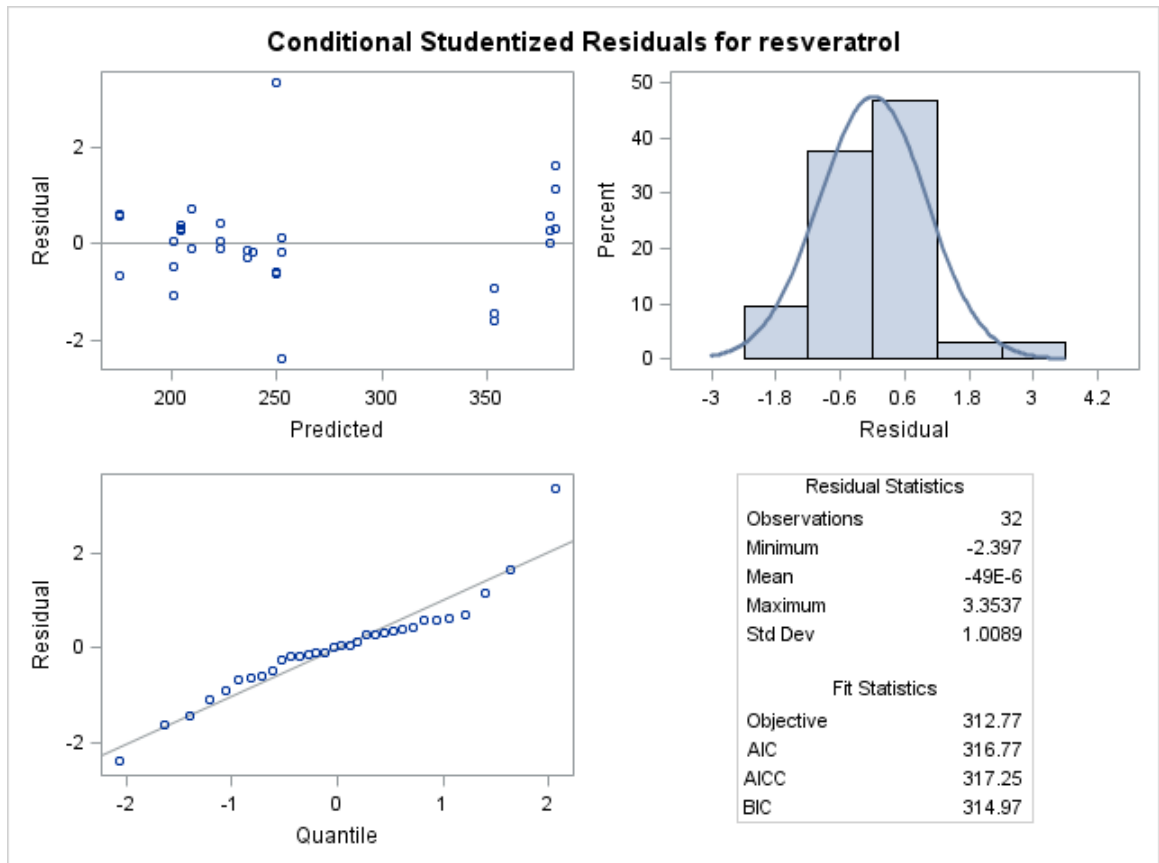 Conditional Studentized Residuals for resveratrol
2
0
-2
Residual
200 250 300 350
Predicted
50
40
30
20
10
0
Percent
-3 -1.8 -0.6 0.6 1.8 3 4.2
Residual
2
0
-2
Residual
-2 -1 0 1 2
Quantile
Residual Statistics
Observations 32
Minimum -2.397
Mean -49E-6
Maximum 3.3537
Std Dev 1.0089
Fit Statistics
Objective 312.77
AIC 316.77
AICC 317.25
BIC 314.97